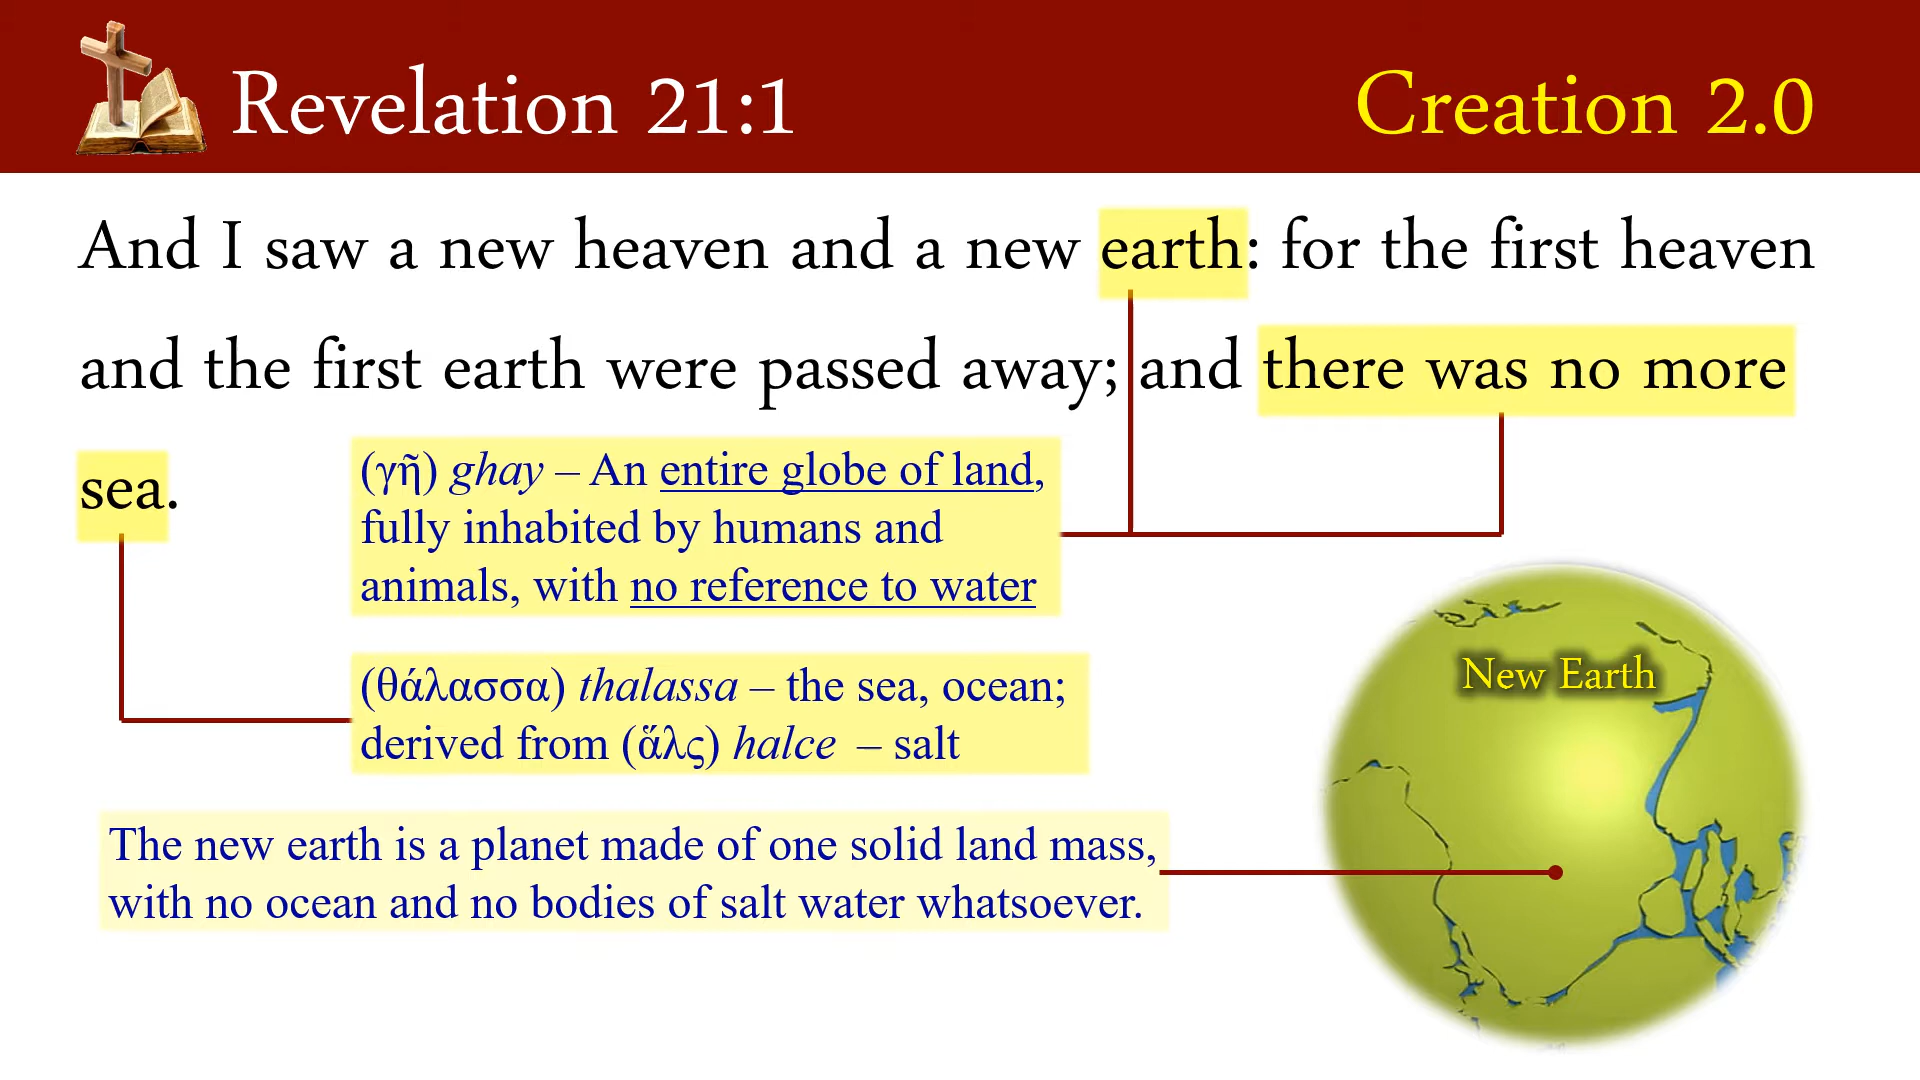 Revelation 21:1
Creation 2.0
And I saw a new heaven and a new earth: for the first heaven
and the first earth were passed away; and there was no more
sea.
(γῆ) ghay – An entire globe of land,
fully inhabited by humans and
animals, with no reference to water
(θάλασσα) thalassa – the sea, ocean;
derived from (ἅλς) halce – salt
New Earth
The new earth is a planet made of one solid land mass,
with no ocean and no bodies of salt water whatsoever.